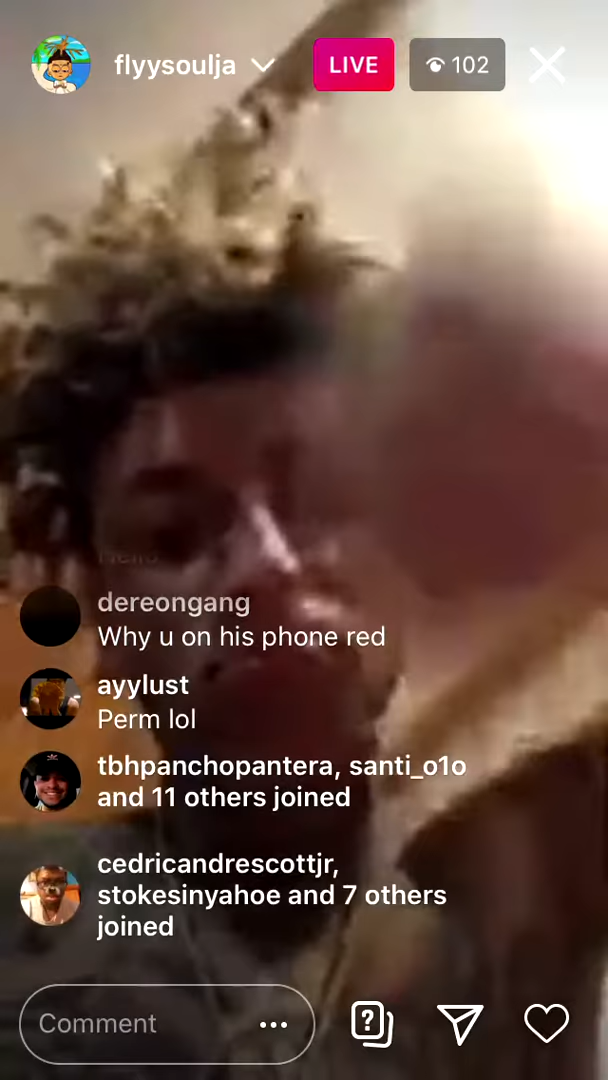 flyysoulja
LIVE
102
dereongang
Why u on his phone red
ayylust
Perm lol
tbhpanchopantera, santi_o1o
and 11 others joined
cedricandrescottjr,
stokesinyahoe and 7 others
joined
Comment